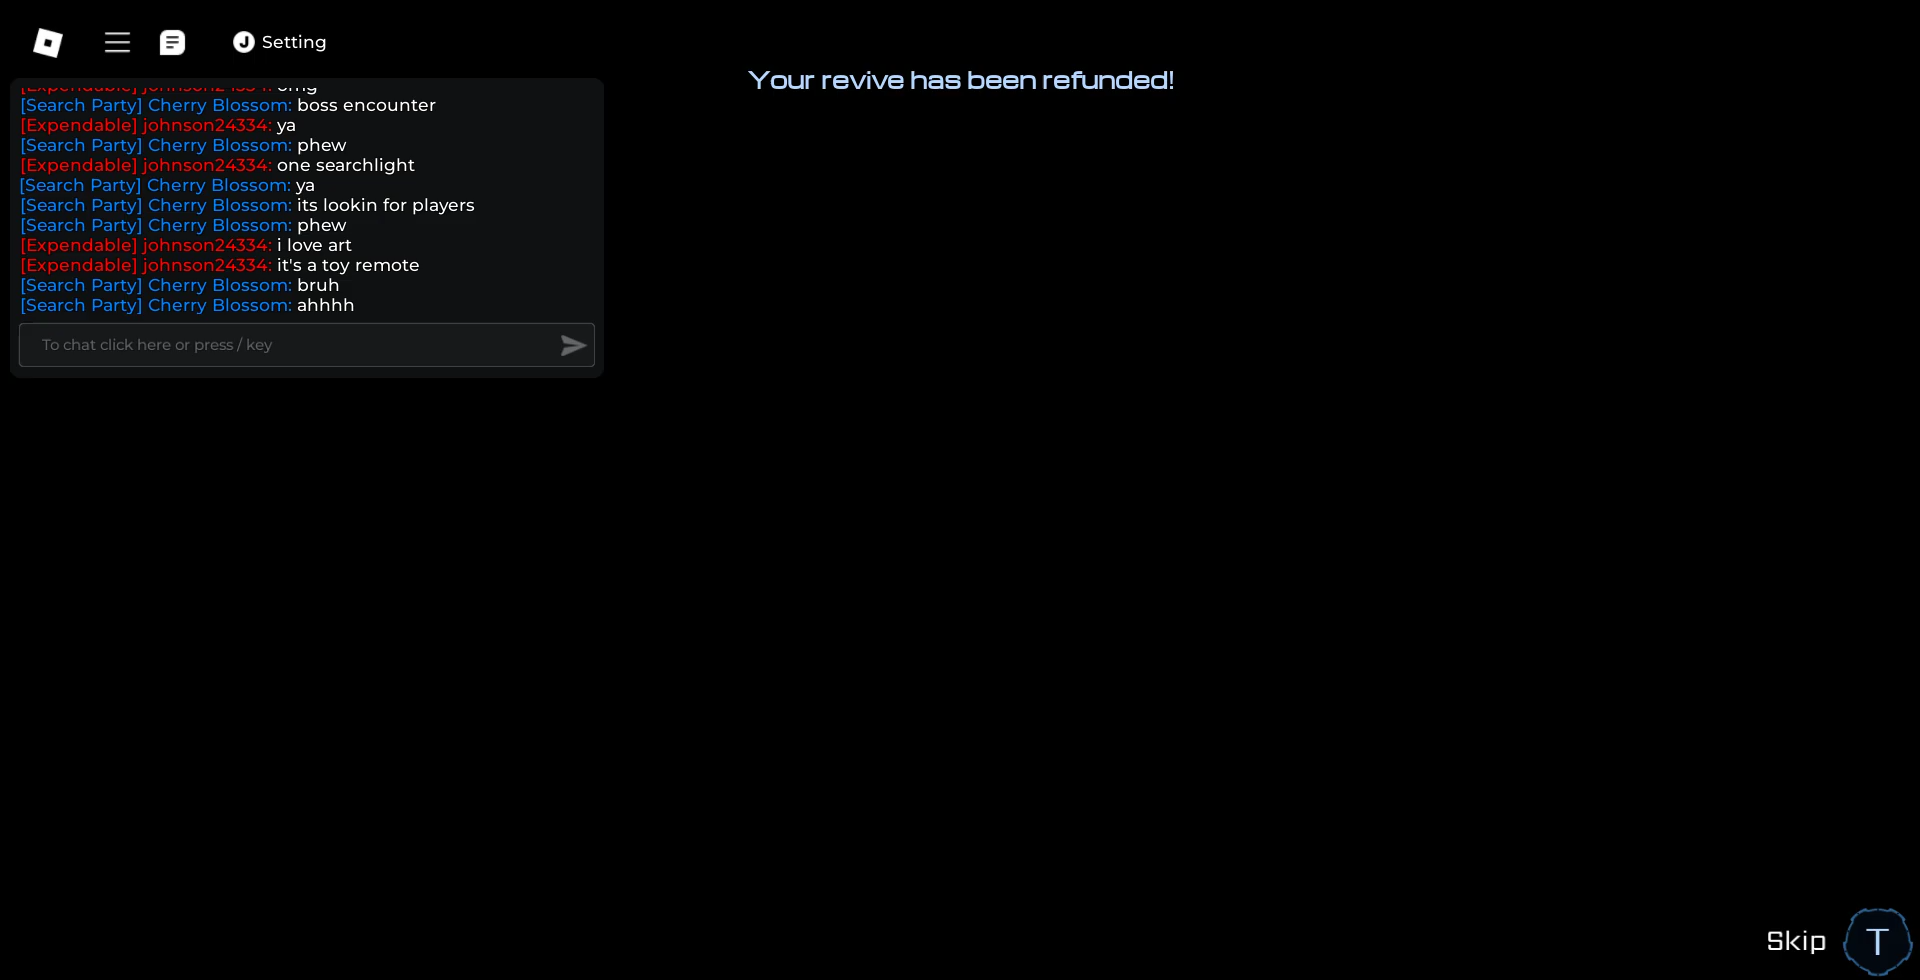 Setting
Your revive has been refunded!
[Expendable] johnson24334: omg
[Search Party] Cherry Blossom: boss encounter
[Expendable] johnson24334: ya
[Search Party] Cherry Blossom: phew
[Expendable] johnson24334: one searchlight
[Search Party] Cherry Blossom: ya
[Search Party] Cherry Blossom: its lookin for players
[Search Party] Cherry Blossom: phew
[Expendable] johnson24334: i love art
[Expendable] johnson24334: it's a toy remote
[Search Party] Cherry Blossom: bruh
[Search Party] Cherry Blossom: ahhhh
To chat click here or press / key
Skip T